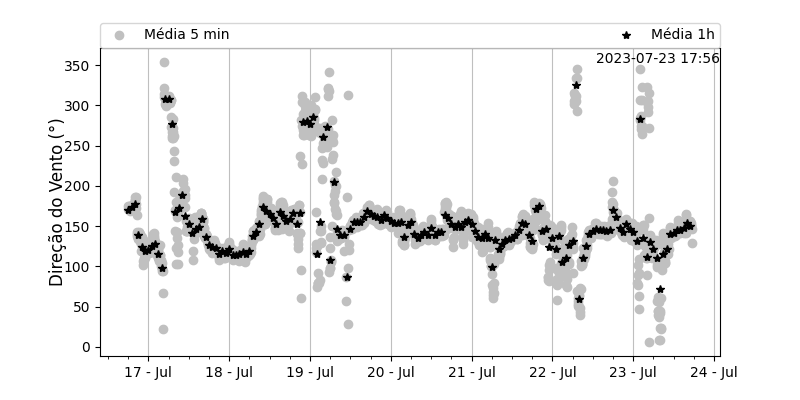 Média 5 min
Média 1h
2023-07-23 17:56
Direção do Vento (°)
350
300
250
200
150
100
50
0
17 - Jul
18 - Jul
19 - Jul
20 - Jul
21 - Jul
22 - Jul
23 - Jul
24 - Jul